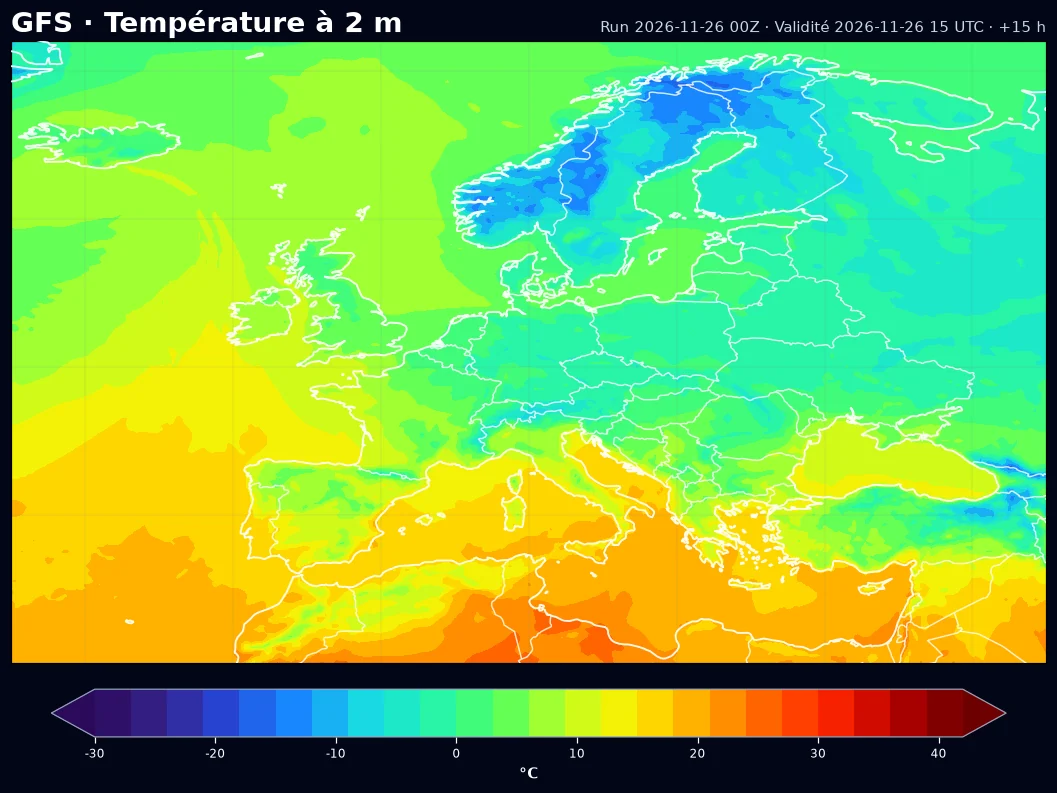 GFS · Température à 2 m
Run 2026-11-26 00Z · Validité 2026-11-26 15 UTC · +15 h
-30 -20 -10 0 10 20 30 40
°C